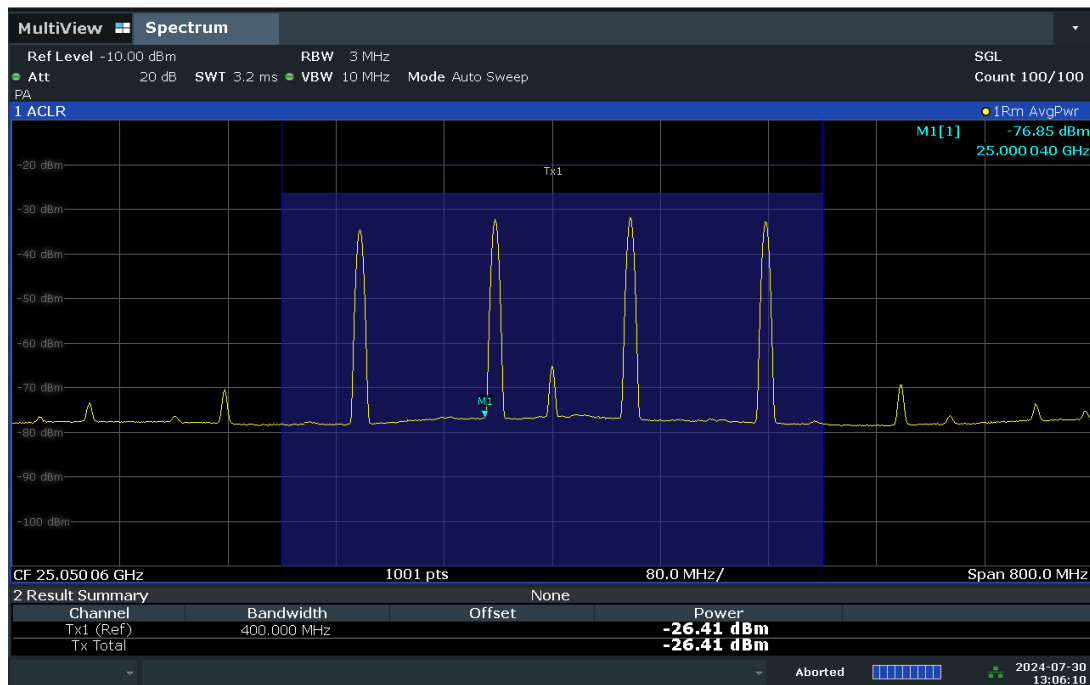 MultiView Spectrum
Ref Level -10.00 dBm RBW 3 MHz SGL
Att 20 dB SWT 3.2 ms VBW 10 MHz Mode Auto Sweep Count 100/100
PA
1 ACLR 1Rm AvgPwr
M1[1] -76.85 dBm
25.000 040 GHz
-20 dBm
Tx1
-30 dBm
-40 dBm
-50 dBm
-60 dBm
-70 dBm
M1
-80 dBm
-90 dBm
-100 dBm
CF 25.050 06 GHz 1001 pts 80.0 MHz/ Span 800.0 MHz
2 Result Summary None
Channel Bandwidth Offset Power
Tx1 (Ref) 400.000 MHz -26.41 dBm
Tx Total -26.41 dBm
Aborted 2024-07-30
13:06:10